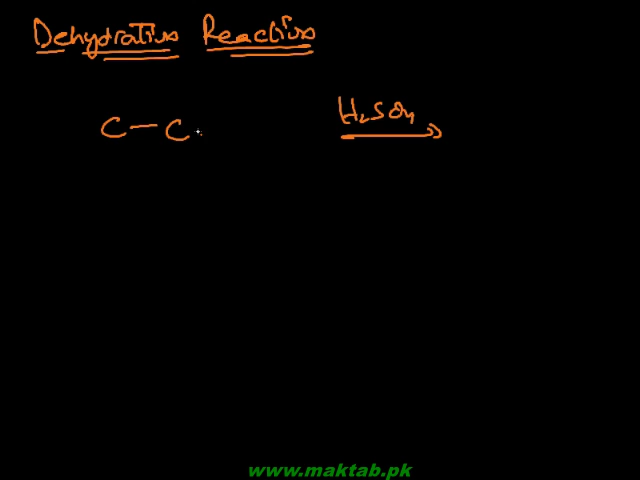 Dehydration Reaction
H₂SO₄
C — C
www.maktab.pk